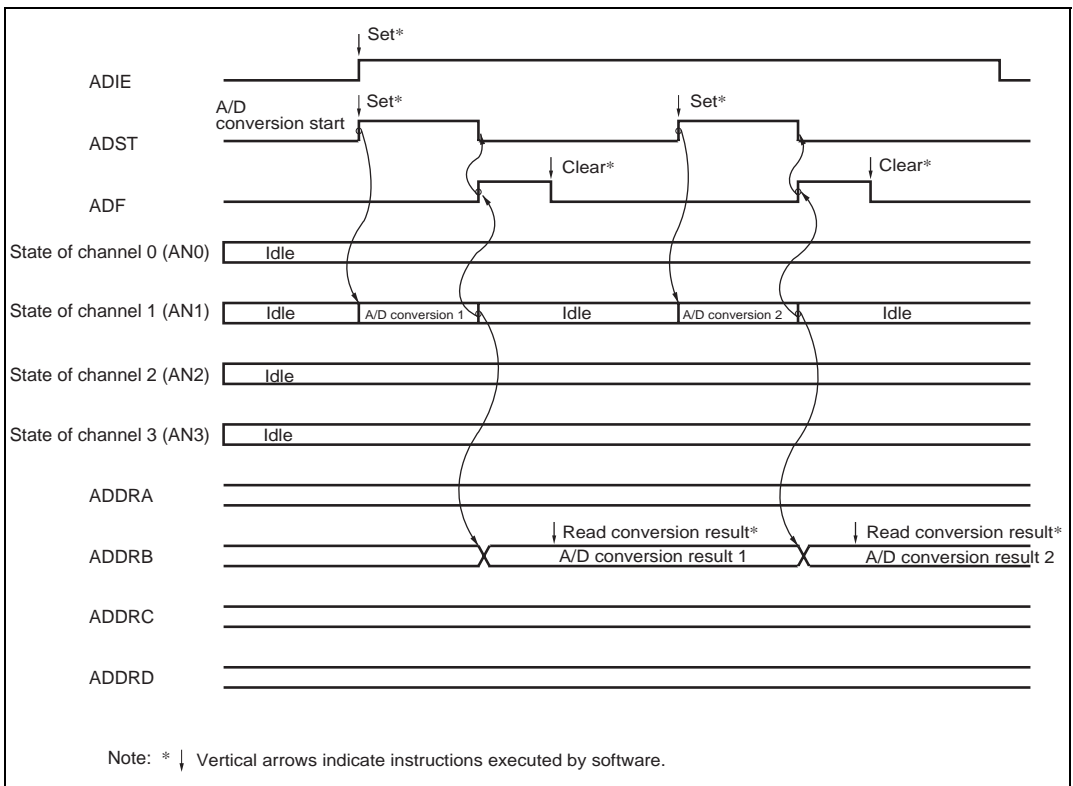 Set*
ADIE
A/D
conversion start
Set*
Set*
ADST
Clear*
Clear*
ADF
State of channel 0 (AN0)
Idle
State of channel 1 (AN1)
Idle
A/D conversion 1
Idle
A/D conversion 2
Idle
State of channel 2 (AN2)
Idle
State of channel 3 (AN3)
Idle
ADDRA
Read conversion result*
Read conversion result*
ADDRB
A/D conversion result 1
A/D conversion result 2
ADDRC
ADDRD
Note: * ↓ Vertical arrows indicate instructions executed by software.